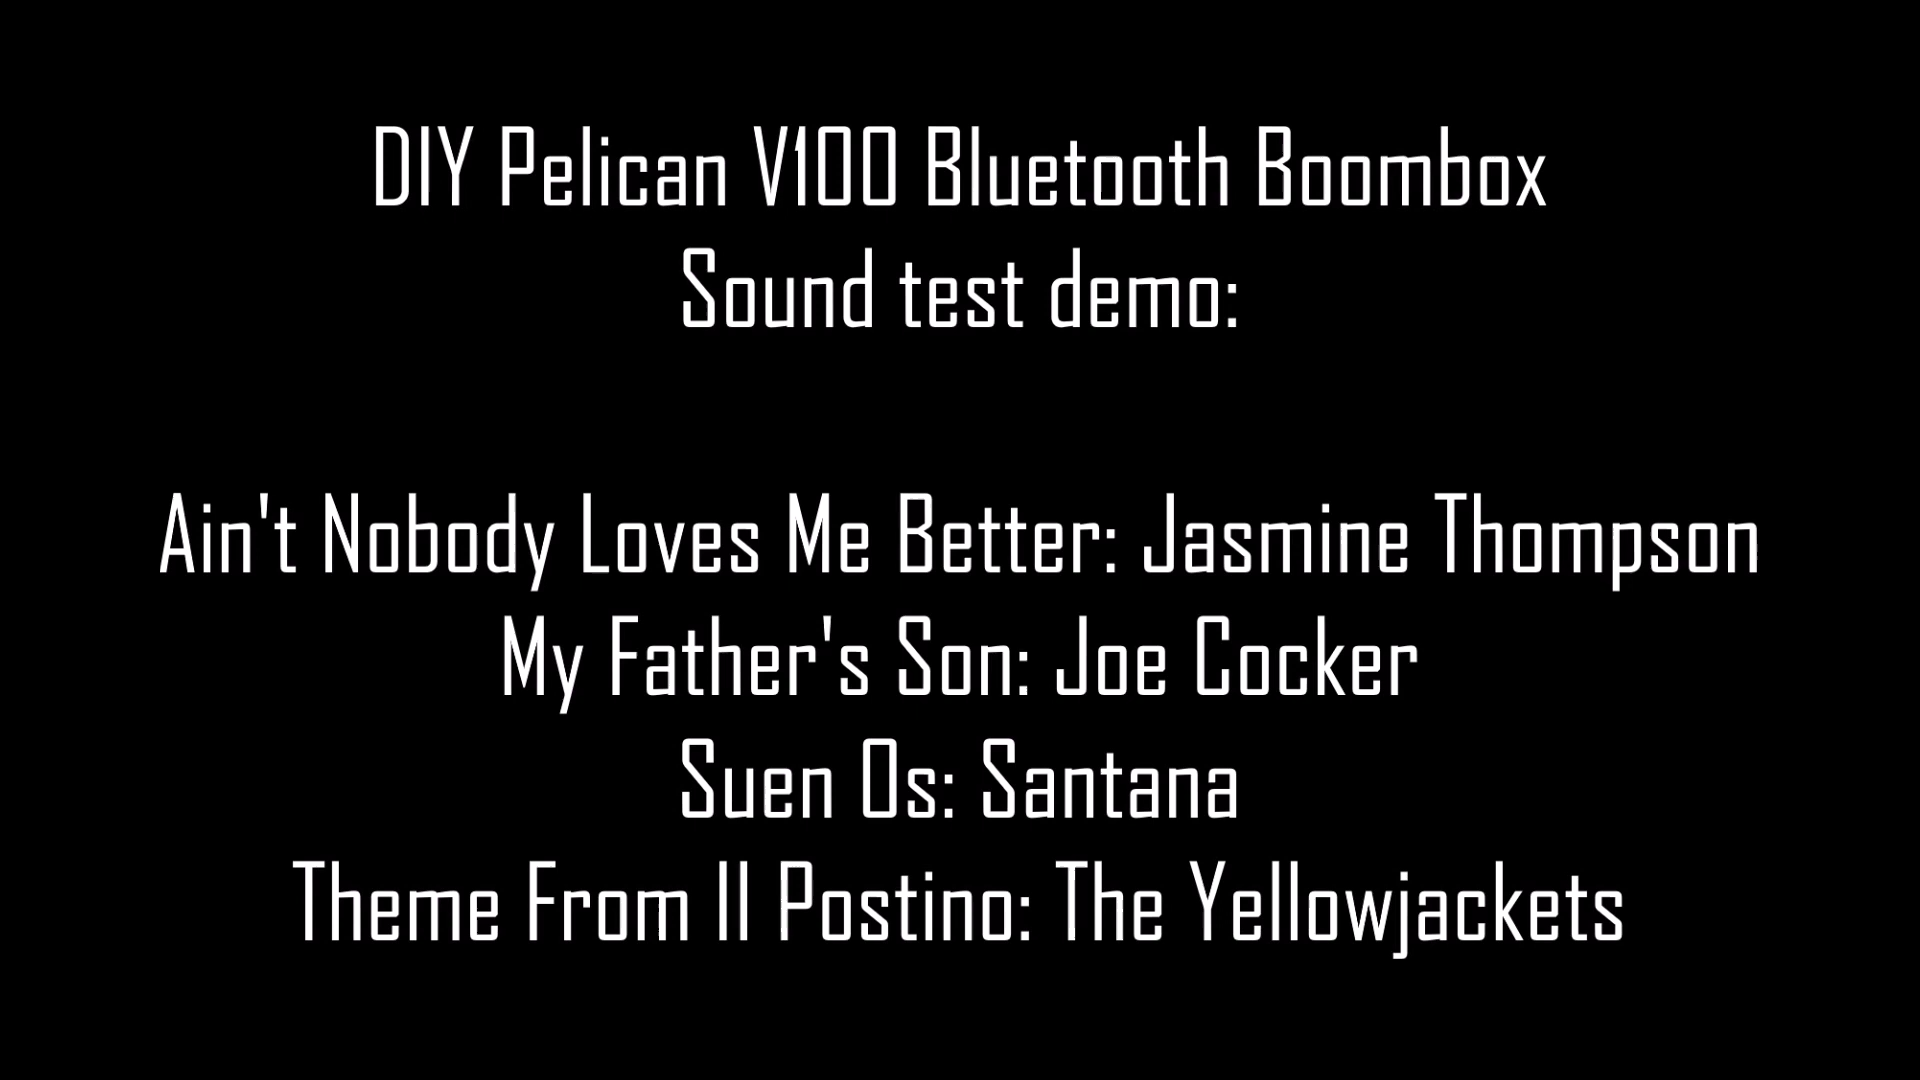 DIY Pelican V100 Bluetooth Boombox
Sound test demo:
Ain't Nobody Loves Me Better: Jasmine Thompson
My Father's Son: Joe Cocker
Suen Os: Santana
Theme From Il Postino: The Yellowjackets